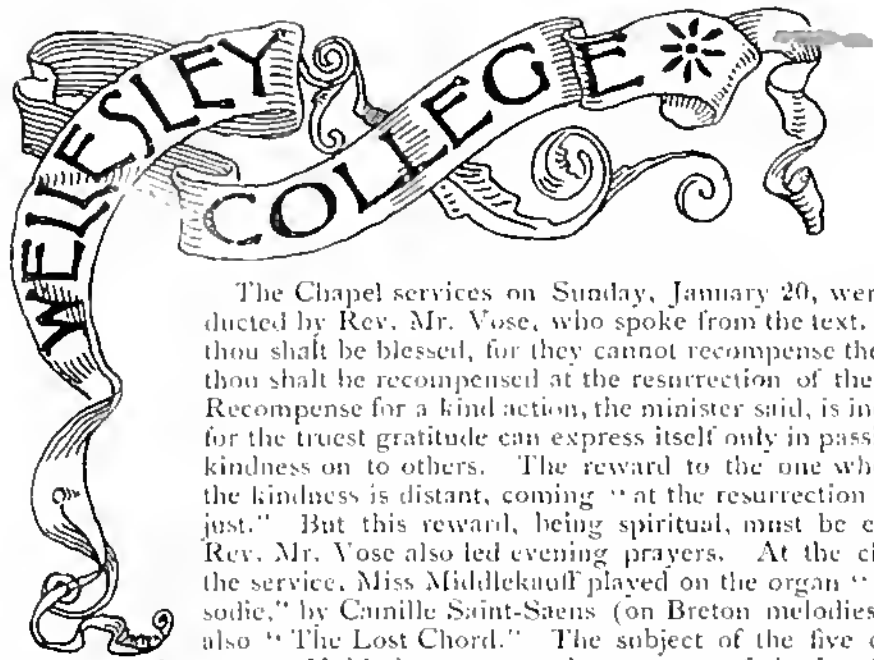 WELLESLEY
COLLEGE
The Chapel services on Sunday, January 20, wer
ducted by Rev. Mr. Vose, who spoke from the text,
thou shalt be blessed, for they cannot recompense the
thou shalt be recompensed at the resurrection of the
Recompense for a kind action, the minister said, is in
for the truest gratitude can express itself only in passi
kindness on to others. The reward to the one wh
the kindness is distant, coming "at the resurrection
just." But this reward, being spiritual, must be e
Rev. Mr. Vose also led evening prayers. At the cl
the service, Miss Middlekauff played on the organ "
sodie," by Camille Saint-Saens (on Breton melodies
also "The Lost Chord." The subject of the five